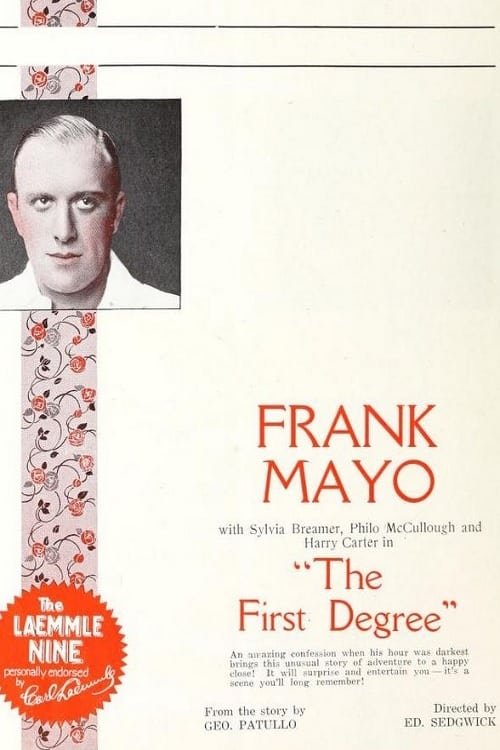 FRANK
MAYO
with Sylvia Breamer, Philo McCullough and
Harry Carter in
"The
First Degree"
An amazing confession when his hour was darkest
brings this unusual story of adventure to a happy
close! It will surprise and entertain you—it's a
scene you'll long remember!
From the story by
GEO. PATULLO
Directed by
ED. SEDGWICK
The
LAEMMLE
NINE
personally endorsed
by Carl Laemmle